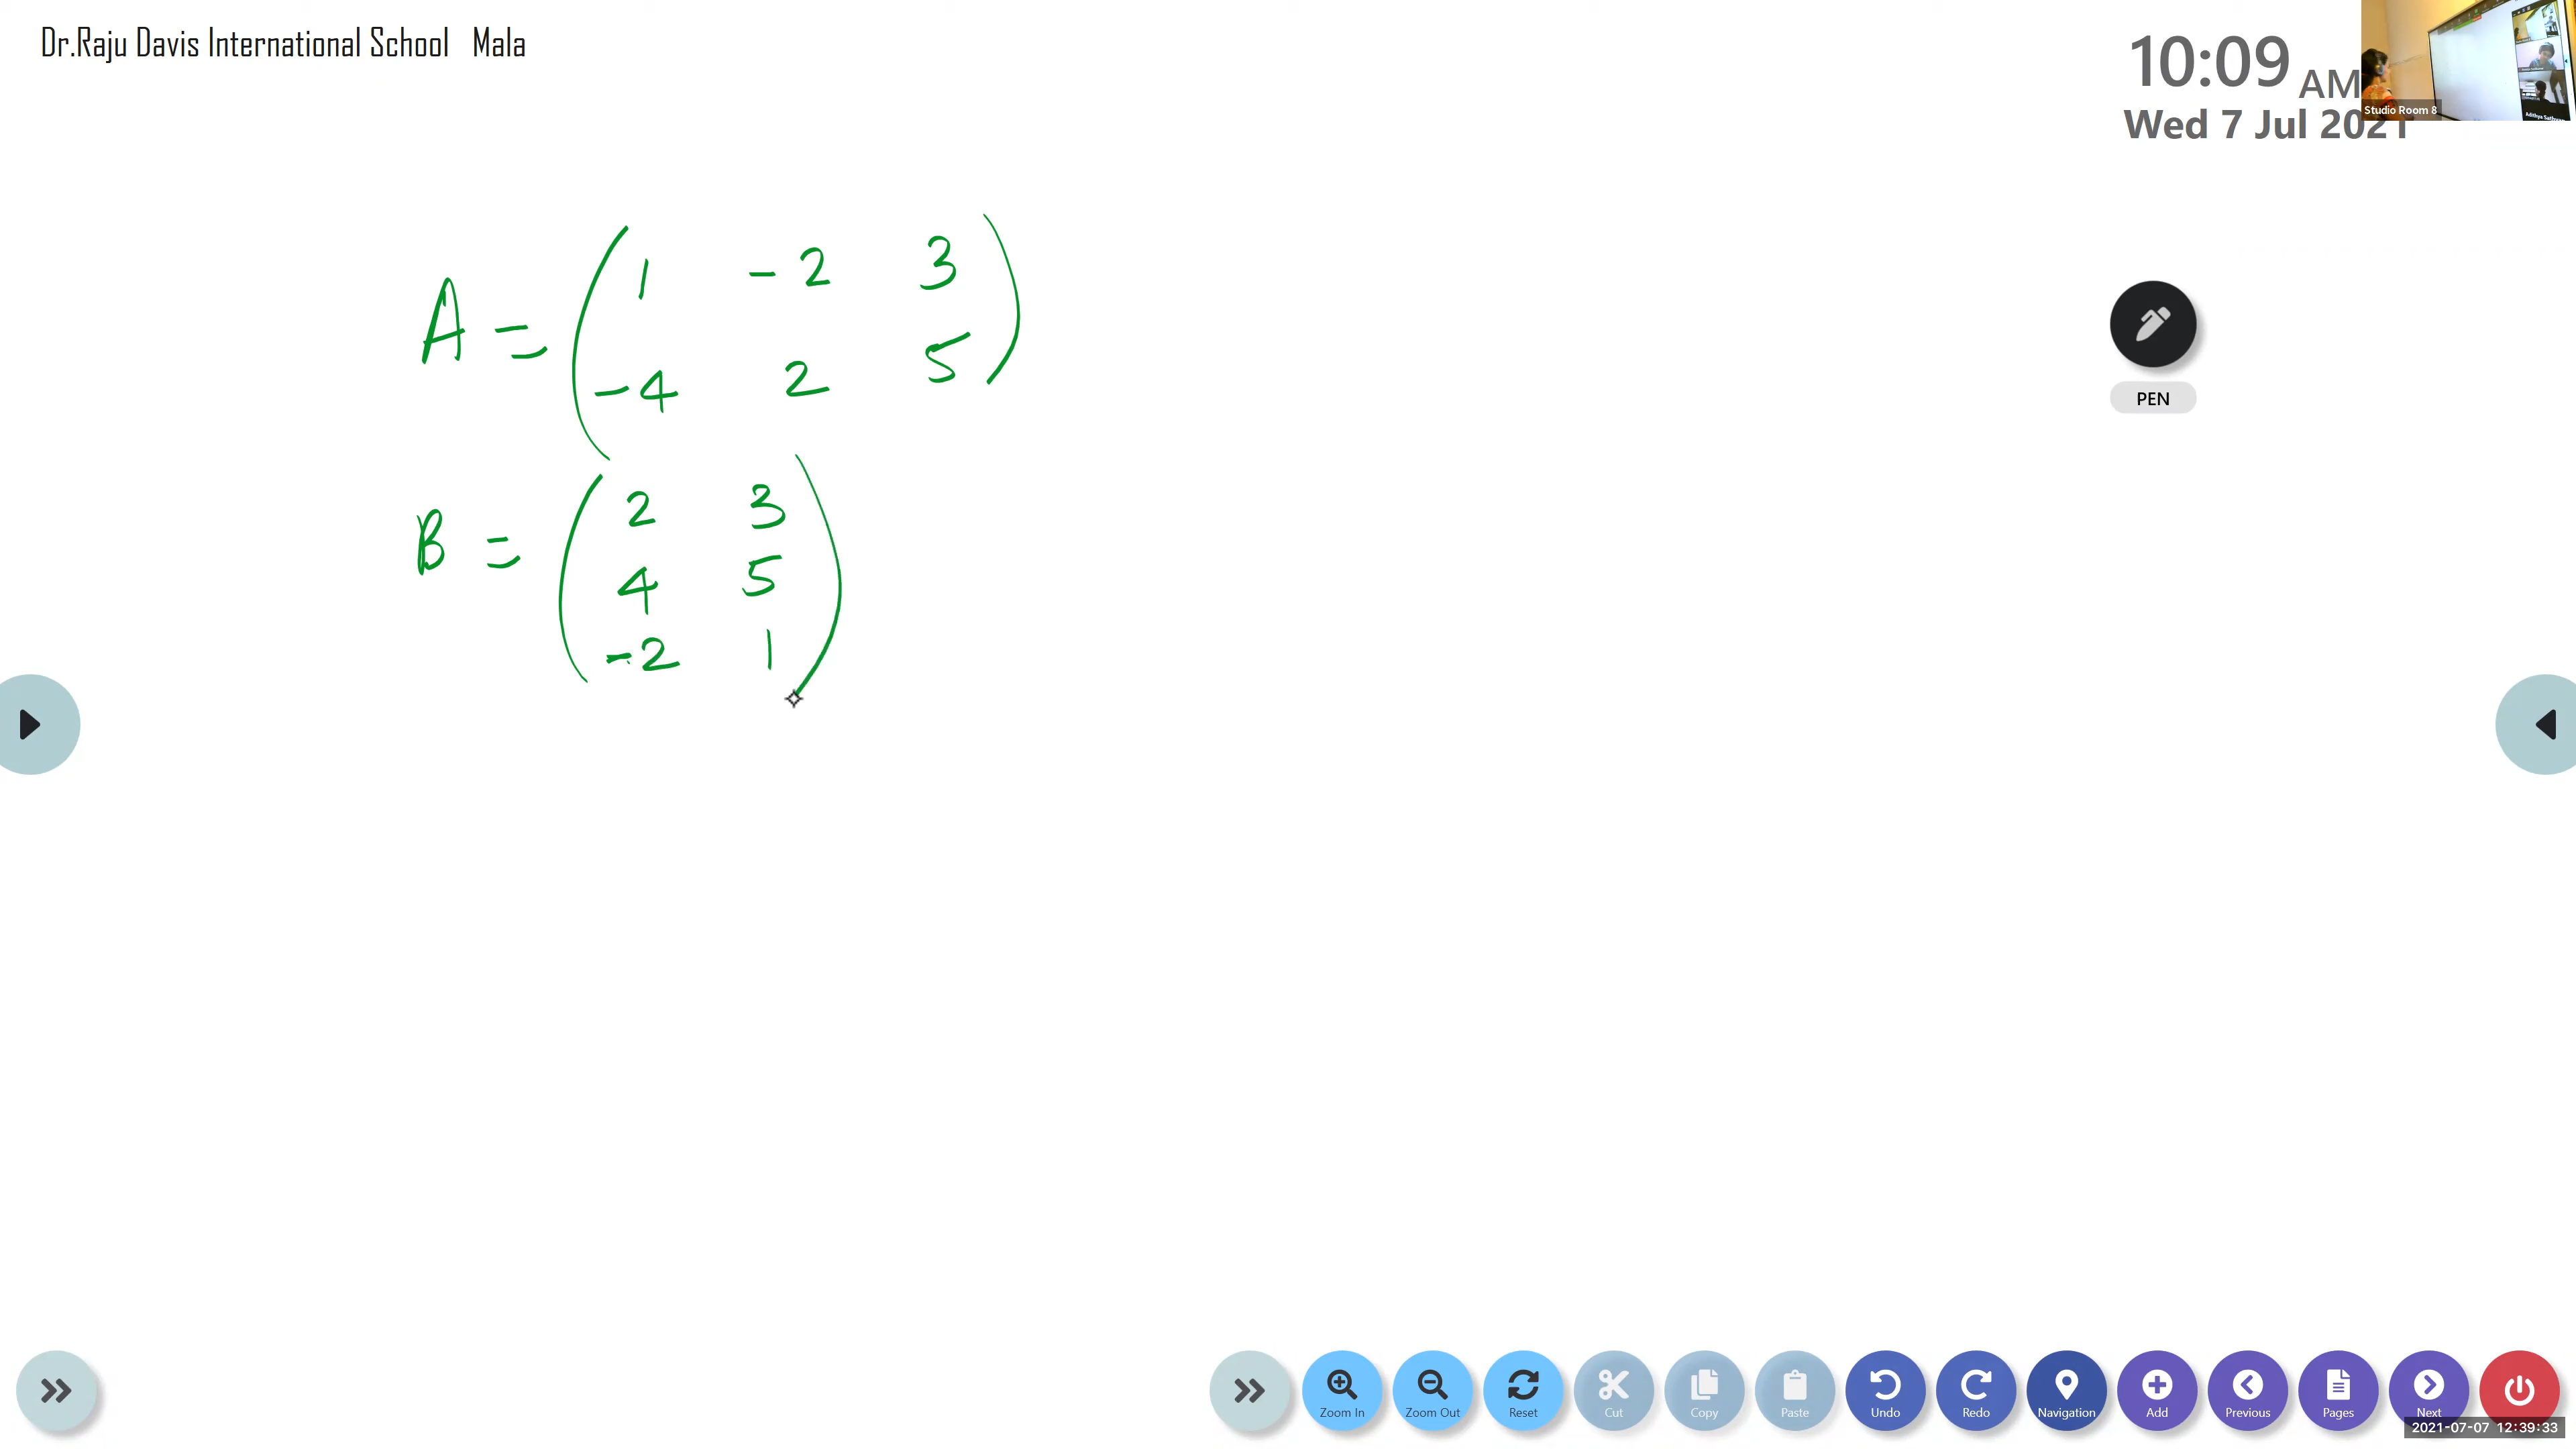 Dr.Raju Davis International School Mala
10:09 AM
Wed 7 Jul 2021
Studio Room 8
A = ( 1 -2 3
-4 2 5 )
PEN
B = ( 2 3
4 5
-2 1 )
Zoom In Zoom Out Reset Cut Copy Paste Undo Redo Navigation Add Previous Pages Next
2021-07-07 12:39:33